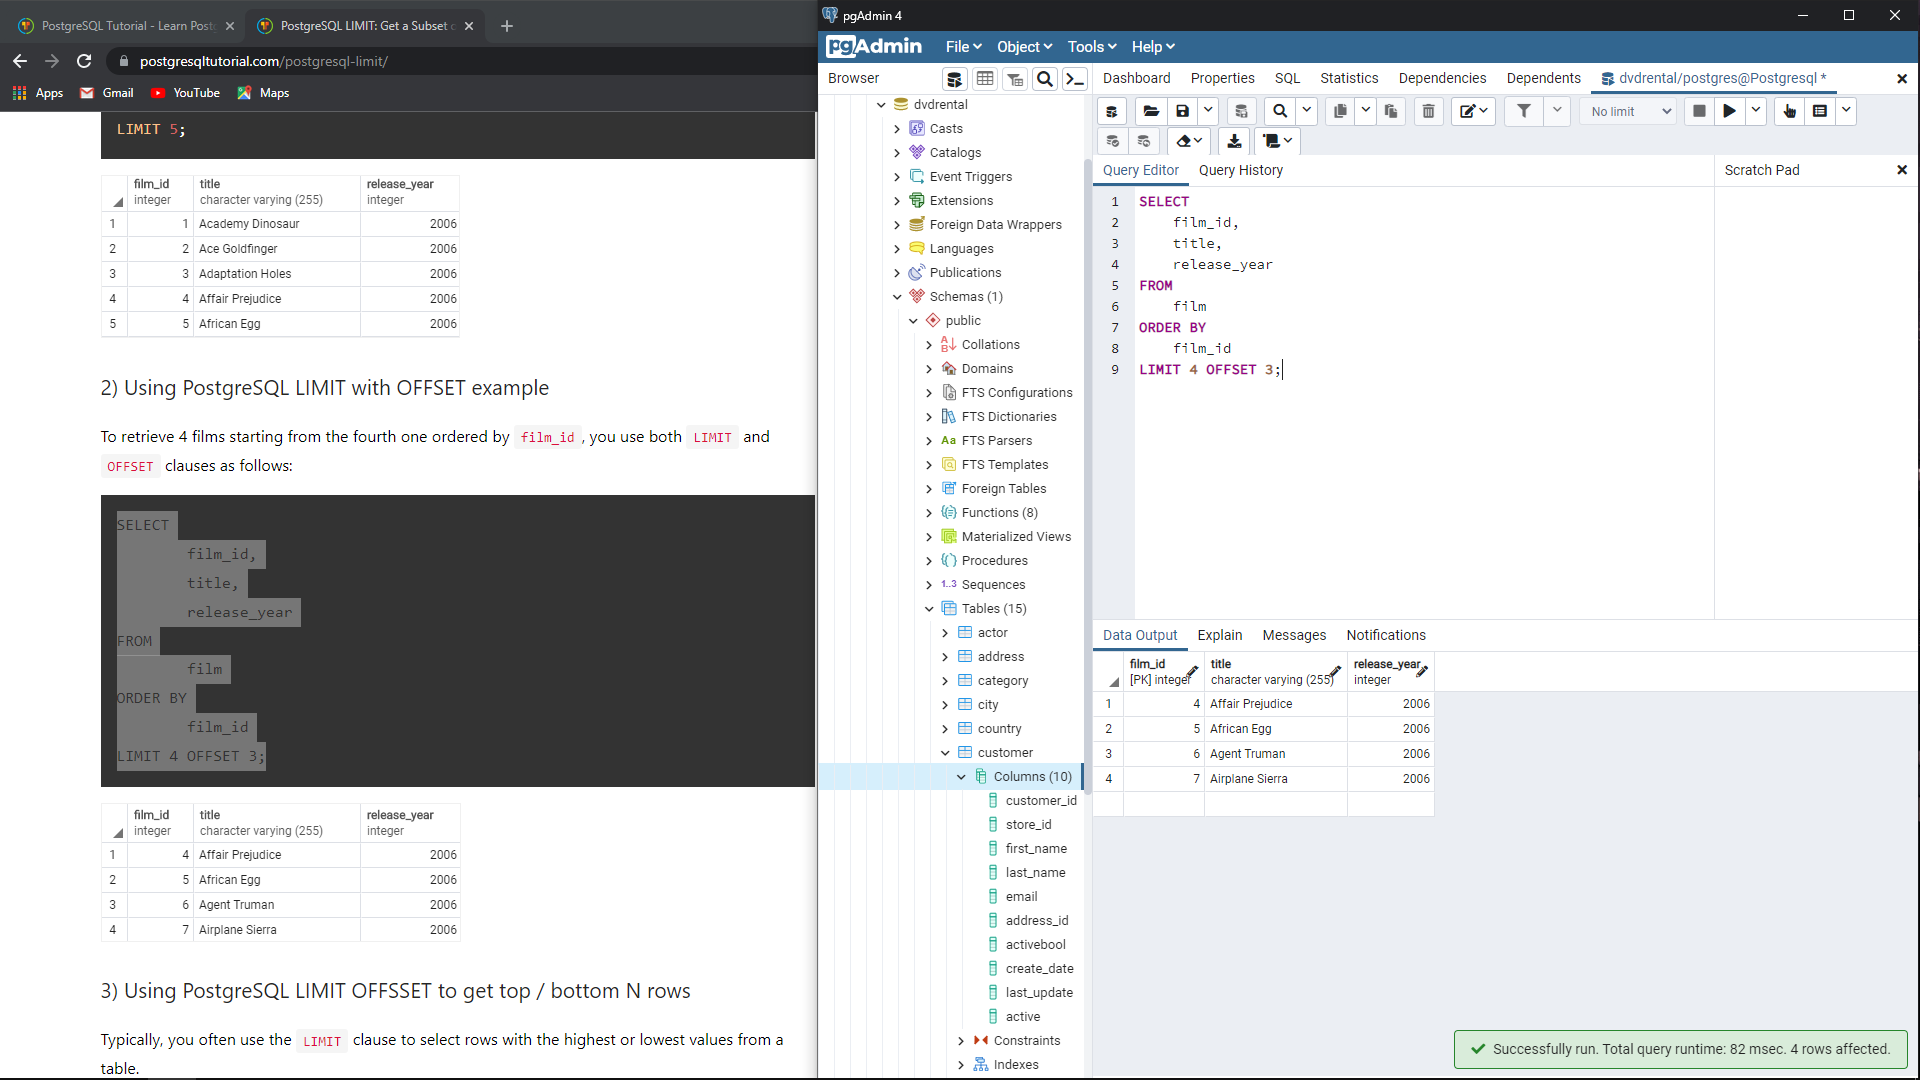 PostgreSQL Tutorial - Learn Post
PostgreSQL LIMIT: Get a Subset o
postgresqltutorial.com/postgresql-limit/
Apps
Gmail
YouTube
Maps
LIMIT 5;
film_id title release_year
integer character varying (255) integer
1 1 Academy Dinosaur 2006
2 2 Ace Goldfinger 2006
3 3 Adaptation Holes 2006
4 4 Affair Prejudice 2006
5 5 African Egg 2006
2) Using PostgreSQL LIMIT with OFFSET example
To retrieve 4 films starting from the fourth one ordered by film_id , you use both LIMIT and
OFFSET clauses as follows:
SELECT
film_id,
title,
release_year
FROM
film
ORDER BY
film_id
LIMIT 4 OFFSET 3;
film_id title release_year
integer character varying (255) integer
1 4 Affair Prejudice 2006
2 5 African Egg 2006
3 6 Agent Truman 2006
4 7 Airplane Sierra 2006
3) Using PostgreSQL LIMIT OFFSSET to get top / bottom N rows
Typically, you often use the LIMIT clause to select rows with the highest or lowest values from a
table.
pgAdmin 4
pgAdmin File Object Tools Help
Browser
dvdrental
Casts
Catalogs
Event Triggers
Extensions
Foreign Data Wrappers
Languages
Publications
Schemas (1)
public
Collations
Domains
FTS Configurations
FTS Dictionaries
Aa FTS Parsers
FTS Templates
Foreign Tables
Functions (8)
Materialized Views
Procedures
1..3 Sequences
Tables (15)
actor
address
category
city
country
customer
Columns (10)
customer_id
store_id
first_name
last_name
email
address_id
activebool
create_date
last_update
active
Constraints
Indexes
Dashboard Properties SQL Statistics Dependencies Dependents dvdrental/postgres@Postgresql *
No limit
Query Editor Query History
Scratch Pad
1 SELECT
2 film_id,
3 title,
4 release_year
5 FROM
6 film
7 ORDER BY
8 film_id
9 LIMIT 4 OFFSET 3;
Data Output Explain Messages Notifications
film_id title release_year
[PK] integer character varying (255) integer
1 4 Affair Prejudice 2006
2 5 African Egg 2006
3 6 Agent Truman 2006
4 7 Airplane Sierra 2006
Successfully run. Total query runtime: 82 msec. 4 rows affected.